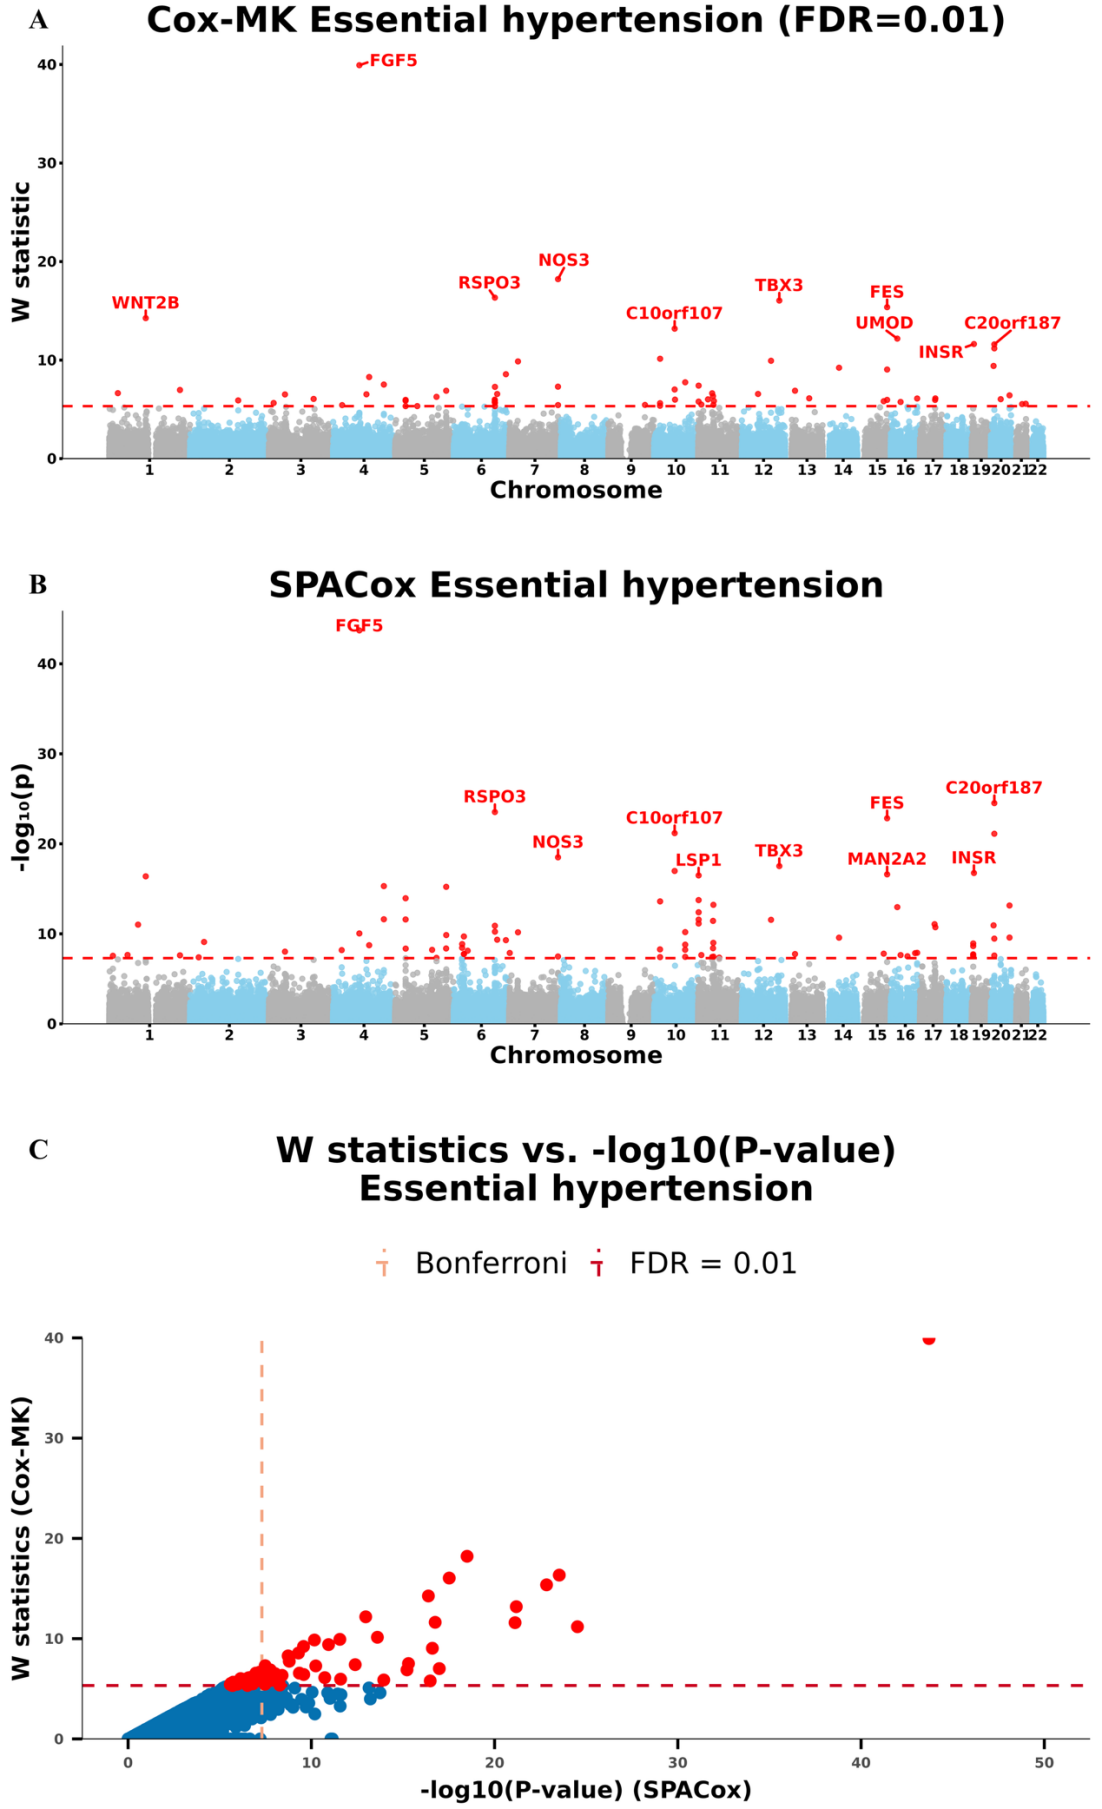 A
Cox-MK Essential hypertension (FDR=0.01)
W statistic
40
30
20
10
0
FGF5
NOS3
RSPO3
TBX3
WNT2B
FES
C10orf107
UMOD
C20orf187
INSR
1 2 3 4 5 6 7 8 9 10 11 12 13 14 15 16 17 18 19 20 21 22
Chromosome
B
SPACox Essential hypertension
-log₁₀(p)
40
30
20
10
0
FGF5
C20orf187
RSPO3
FES
C10orf107
NOS3
TBX3
LSP1
MAN2A2
INSR
1 2 3 4 5 6 7 8 9 10 11 12 13 14 15 16 17 18 19 20 21 22
Chromosome
C
W statistics vs. -log10(P-value)
Essential hypertension
Bonferroni FDR = 0.01
W statistics (Cox-MK)
40
30
20
10
0
0 10 20 30 40 50
-log10(P-value) (SPACox)